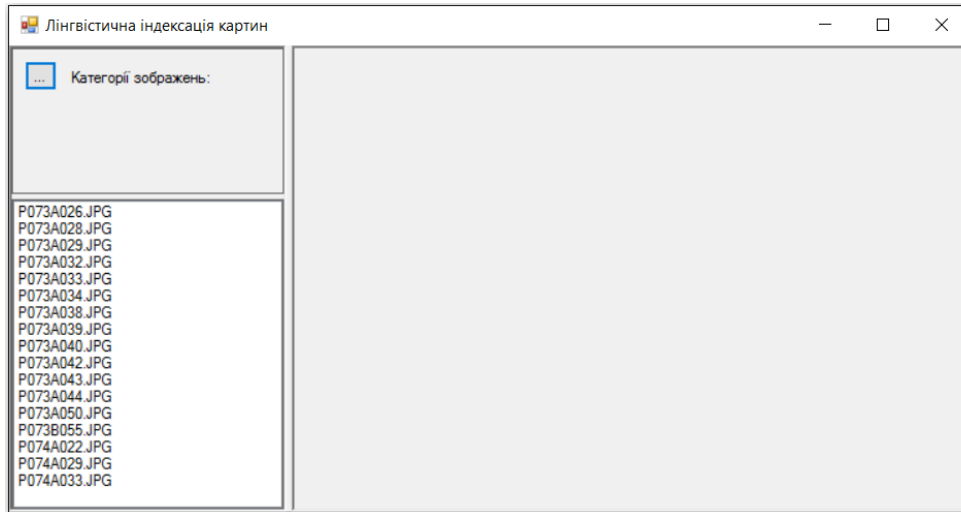 Лінгвістична індексація картин
... Категорії зображень:
P073A026.JPG
P073A028.JPG
P073A029.JPG
P073A032.JPG
P073A033.JPG
P073A034.JPG
P073A038.JPG
P073A039.JPG
P073A040.JPG
P073A042.JPG
P073A043.JPG
P073A044.JPG
P073A050.JPG
P073B055.JPG
P074A022.JPG
P074A029.JPG
P074A033.JPG